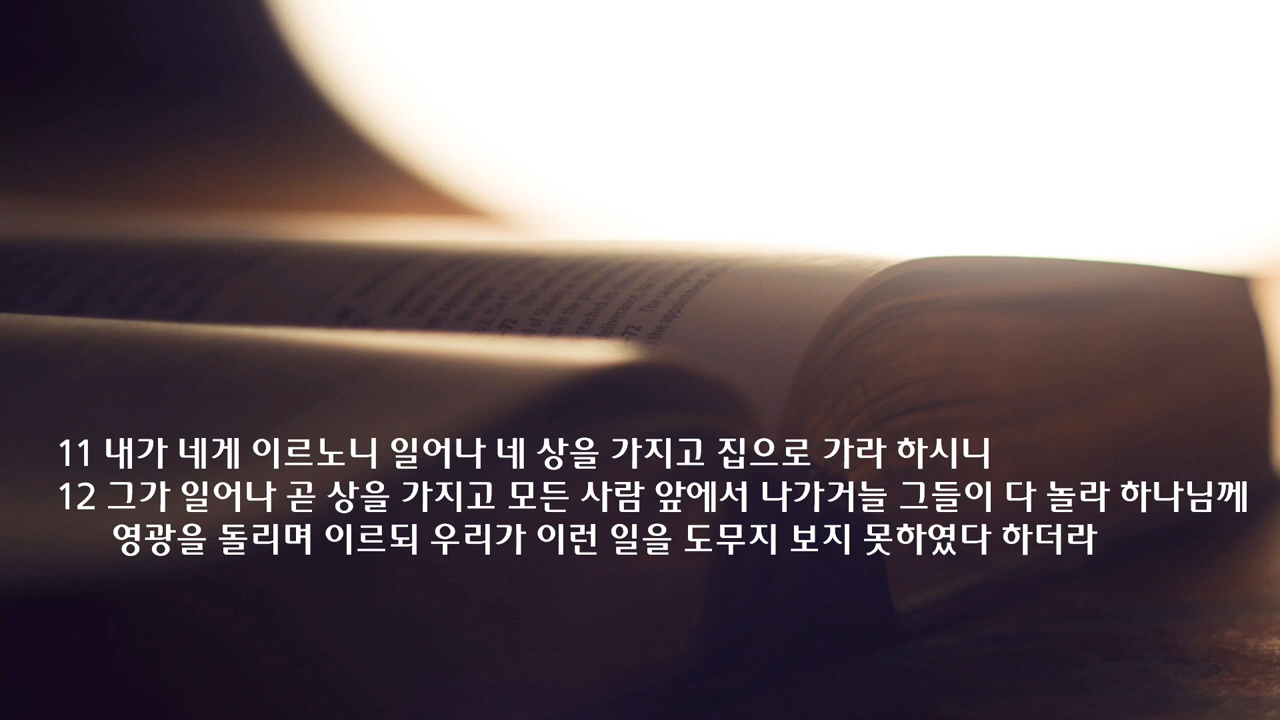 11 내가 네게 이르노니 일어나 네 상을 가지고 집으로 가라 하시니
12 그가 일어나 곧 상을 가지고 모든 사람 앞에서 나가거늘 그들이 다 놀라 하나님께
영광을 돌리며 이르되 우리가 이런 일을 도무지 보지 못하였다 하더라